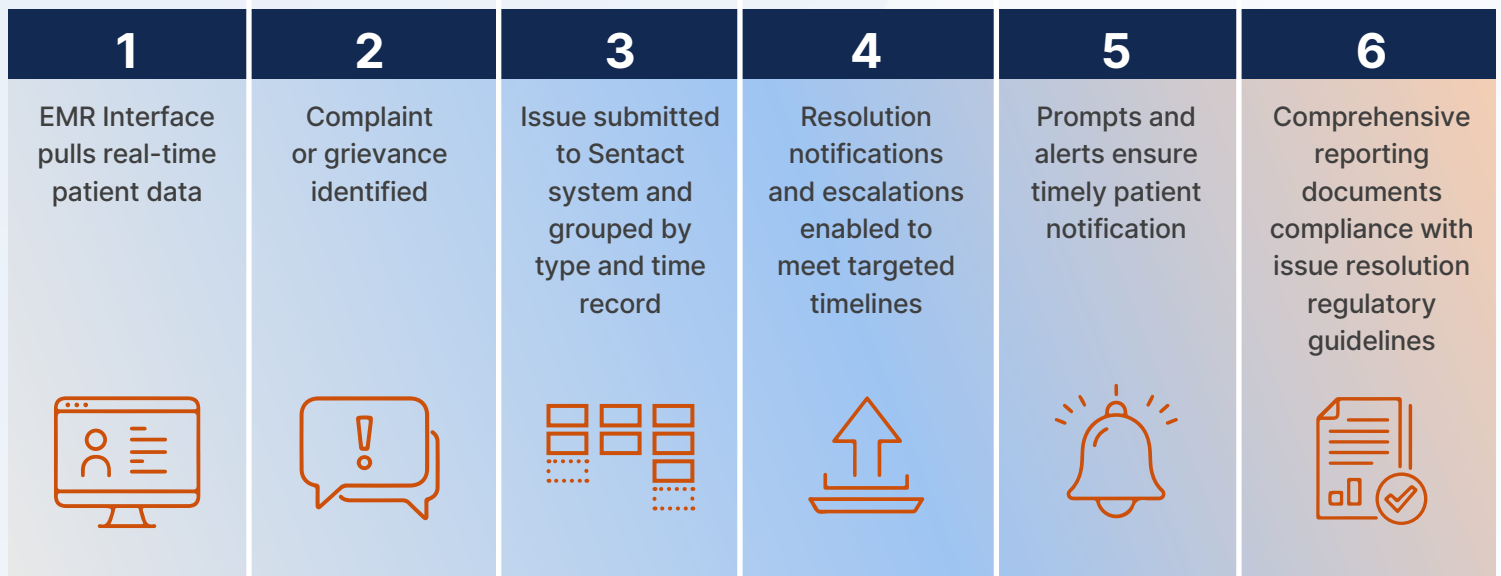 1
EMR Interface
pulls real-time
patient data
2
Complaint
or grievance
identified
3
Issue submitted
to Sentact
system and
grouped by
type and time
record
4
Resolution
notifications
and escalations
enabled to
meet targeted
timelines
5
Prompts and
alerts ensure
timely patient
notification
6
Comprehensive
reporting
documents
compliance with
issue resolution
regulatory
guidelines